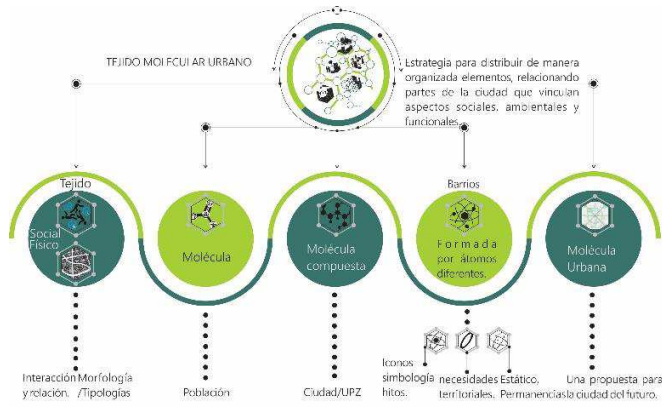 TEJIDO MOLECULAR URBANO
Estrategia para distribuir de manera
organizada elementos, relacionando
partes de la ciudad que vinculan
aspectos sociales. ambientales y
funcionales.
Tejido
Social
Físico
Molécula
Molécula
compuesta
Barrios
Formada
por átomos
diferentes.
Molécula
Urbana
Interacción Morfología
y relación. /Tipologías
Población
Ciudad/UPZ
Iconos
simbología
hitos.
necesidades
territoriales.
Estático,
Permanencias
Una propuesta para
la ciudad del futuro.